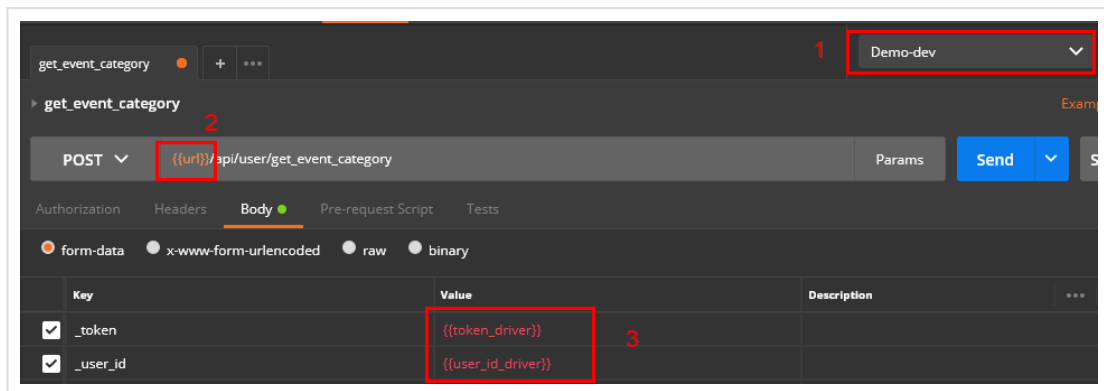 get_event_category + •••
1 Demo-dev
get_event_category
Examp
2
POST {{url}}/api/user/get_event_category Params Send S
Authorization Headers Body Pre-request Script Tests
form-data x-www-form-urlencoded raw binary
Key Value Description •••
_token {{token_driver}}
3
_user_id {{user_id_driver}}